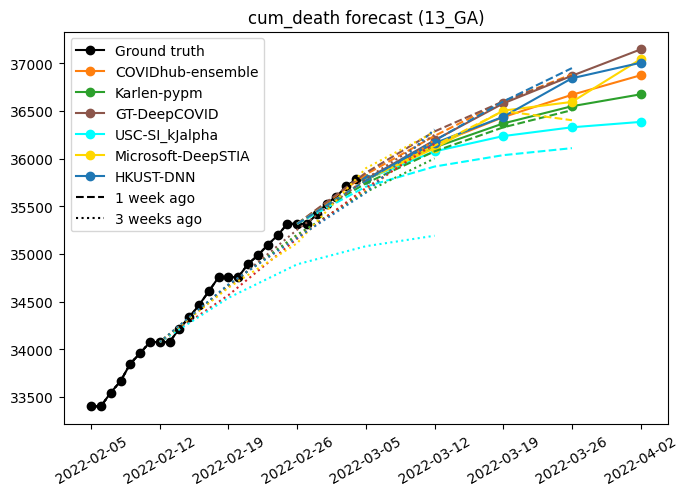 cum_death forecast (13_GA)
Ground truth
COVIDhub-ensemble
Karlen-pypm
GT-DeepCOVID
USC-SI_kJalpha
Microsoft-DeepSTIA
HKUST-DNN
1 week ago
3 weeks ago
37000
36500
36000
35500
35000
34500
34000
33500
2022-02-05
2022-02-12
2022-02-19
2022-02-26
2022-03-05
2022-03-12
2022-03-19
2022-03-26
2022-04-02